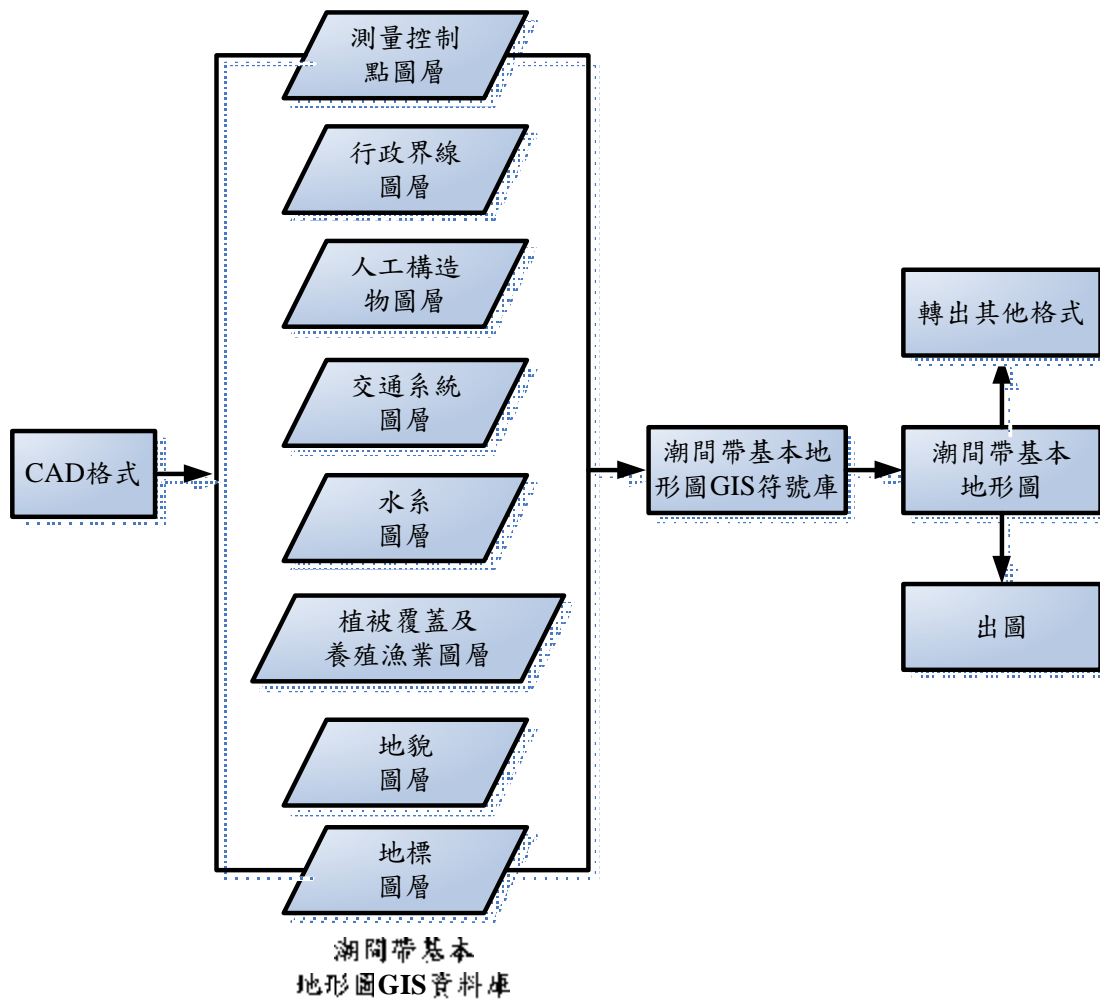 測量控制
點圖層
行政界線
圖層
人工構造
物圖層
交通系統
圖層
水系
圖層
植被覆蓋及
養殖漁業圖層
地貌
圖層
地標
圖層
潮間帶基本
地形圖GIS資料庫
CAD格式
潮間帶基本地
形圖GIS符號庫
轉出其他格式
潮間帶基本
地形圖
出圖